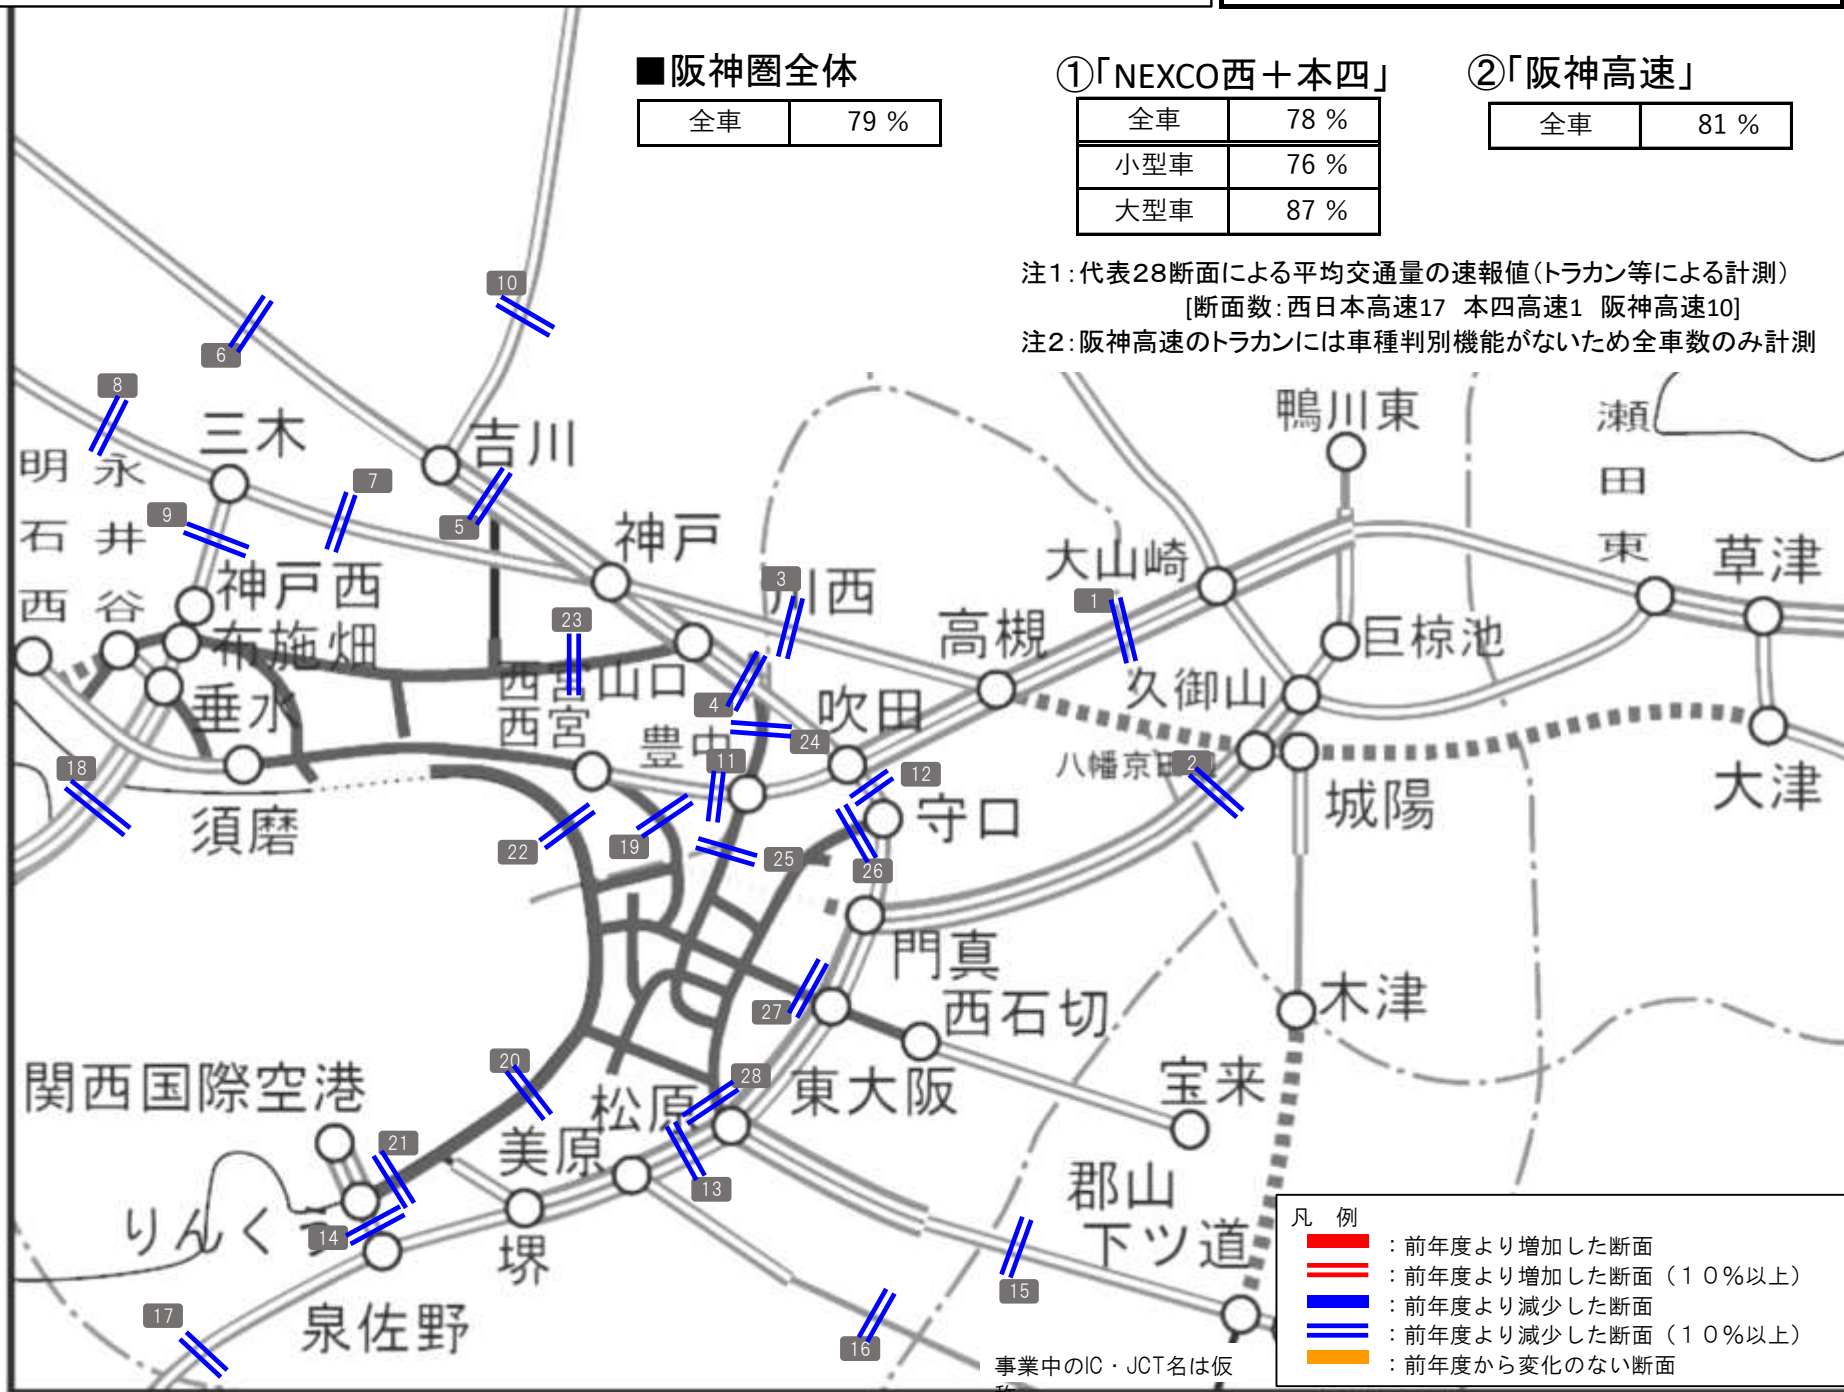 ■阪神圏全体
全車 79 %
①｢NEXCO西＋本四｣
全車 78 %
小型車 76 %
大型車 87 %
②｢阪神高速｣
全車 81 %
注１：代表２８断面による平均交通量の速報値（トラカン等による計測）
[断面数：西日本高速17 本四高速1 阪神高速10]
注２：阪神高速のトラカンには車種判別機能がないため全車数のみ計測
10
6
8
三木
吉川
鴨川東
瀬田東
明石西
永井谷
7
9
5
神戸
大山崎
草津
神戸西
3
川西
1
23
高槻
布施畑
巨椋池
西宮山口
久御山
垂水
4
吹田
西宮
豊中
24
18
11
12
八幡京田
2
大津
須磨
守口
城陽
22
19
25
26
門真
27
西石切
木津
関西国際空港
20
28
松原
東大阪
宝来
21
美原
13
郡山
りんくう
14
堺
下ツ道
15
17
泉佐野
16
事業中のIC・JCT名は仮
称
凡 例
：前年度より増加した断面
：前年度より増加した断面（１０％以上）
：前年度より減少した断面
：前年度より減少した断面（１０％以上）
：前年度から変化のない断面